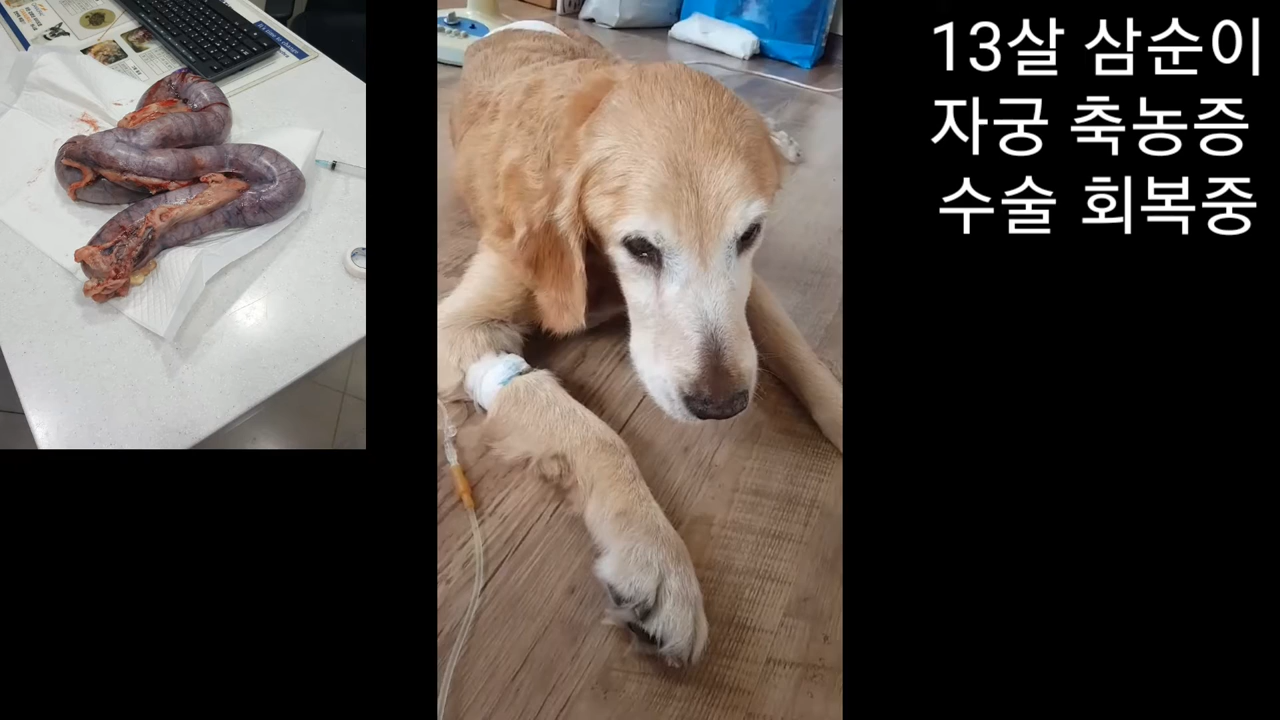 13살 삼순이
자궁 축농증
수술 회복중